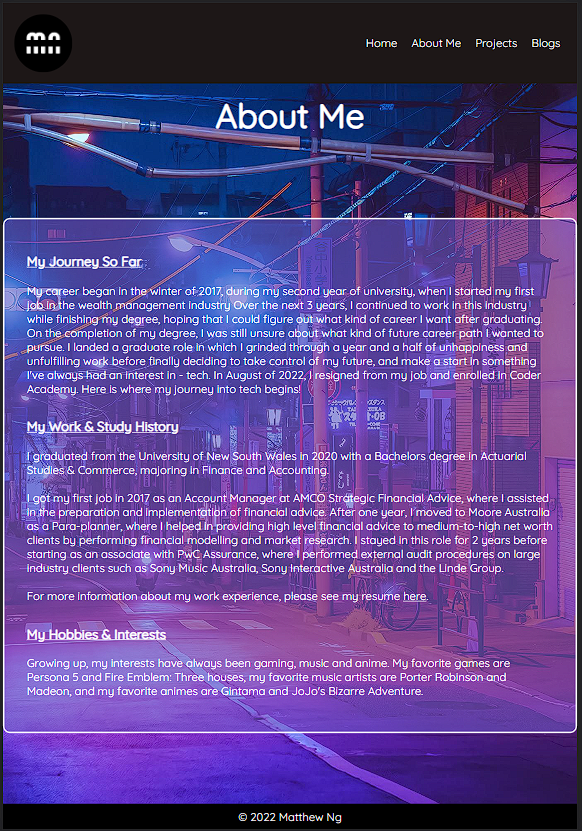 mn
Home About Me Projects Blogs
About Me
My Journey So Far
My career began in the winter of 2017, during my second year of university, when I started my first
job in the wealth management industry Over the next 3 years, I continued to work in this industry
while finishing my degree, hoping that I could figure out what kind of career I want after graduating.
On the completion of my degree, I was still unsure about what kind of future career path I wanted to
pursue. I landed a graduate role in which I grinded through a year and a half of unhappiness and
unfulfilling work before finally deciding to take control of my future, and make a start in something
I've always had an interest in - tech. In August of 2022, I resigned from my job and enrolled in Coder
Academy. Here is where my journey into tech begins!
My Work & Study History
I graduated from the University of New South Wales in 2020 with a Bachelors degree in Actuarial
Studies & Commerce, majoring in Finance and Accounting.
I got my first job in 2017 as an Account Manager at AMCO Strategic Financial Advice, where I assisted
in the preparation and implementation of financial advice. After one year, I moved to Moore Australia
as a Para-planner, where I helped in providing high level financial advice to medium-to-high net worth
clients by performing financial modelling and market research. I stayed in this role for 2 years before
starting as an associate with PwC Assurance, where I performed external audit procedures on large
industry clients such as Sony Music Australia, Sony Interactive Australia and the Linde Group.
For more information about my work experience, please see my resume here.
My Hobbies & Interests
Growing up, my interests have always been gaming, music and anime. My favorite games are
Persona 5 and Fire Emblem: Three houses, my favorite music artists are Porter Robinson and
Madeon, and my favorite animes are Gintama and JoJo's Bizarre Adventure.
© 2022 Matthew Ng